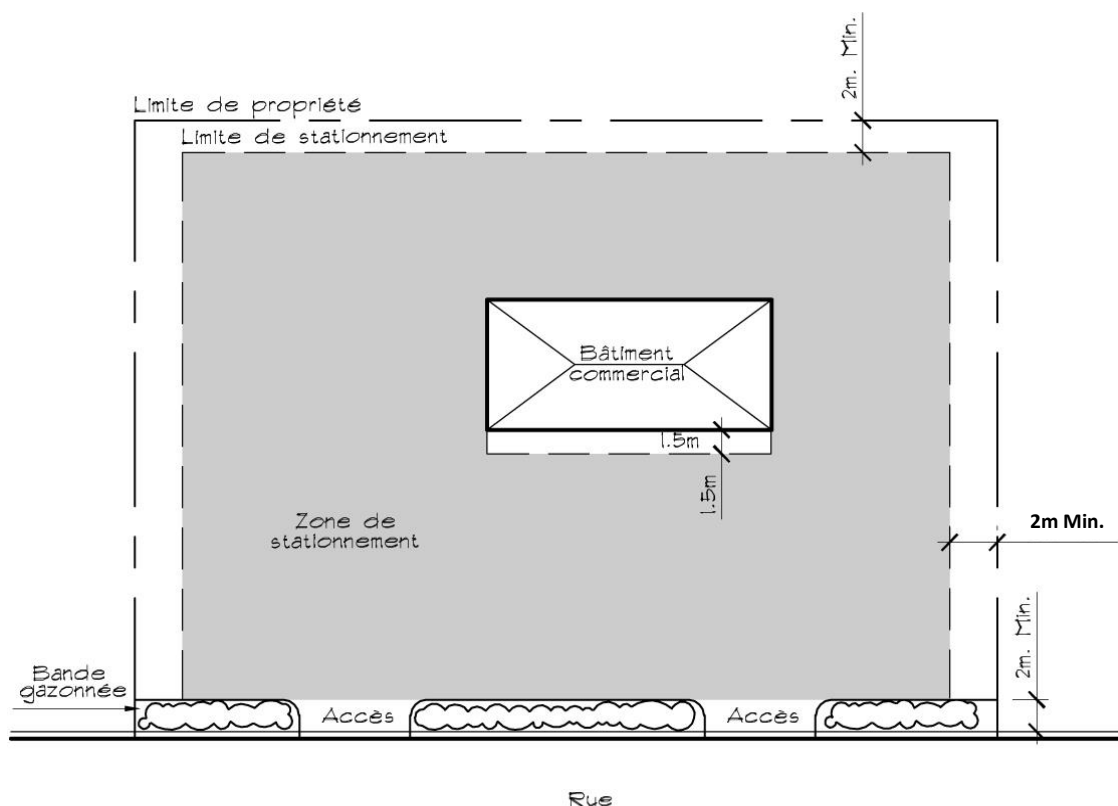 2m. Min.
Limite de propriété
Limite de stationnement
Bâtiment
commercial
1.5m
1.5m
Zone de
stationnement
2m Min.
2m. Min.
Bande
gazonnée
Accès
Accès
Rue